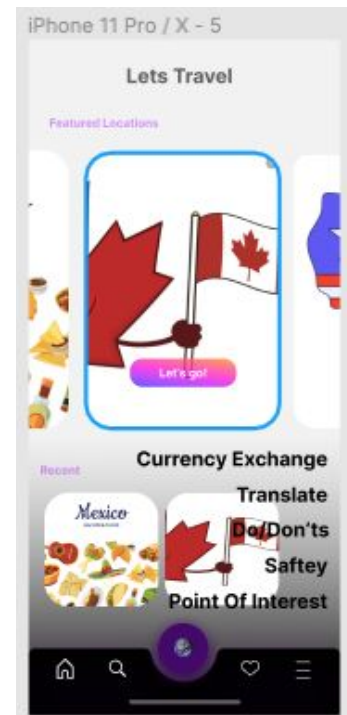 iPhone 11 Pro / X - 5
Lets Travel
Featured Locations
Let's go!
Currency Exchange
Recent
Translate
Mexico
Do/Don'ts
Saftey
Point Of Interest